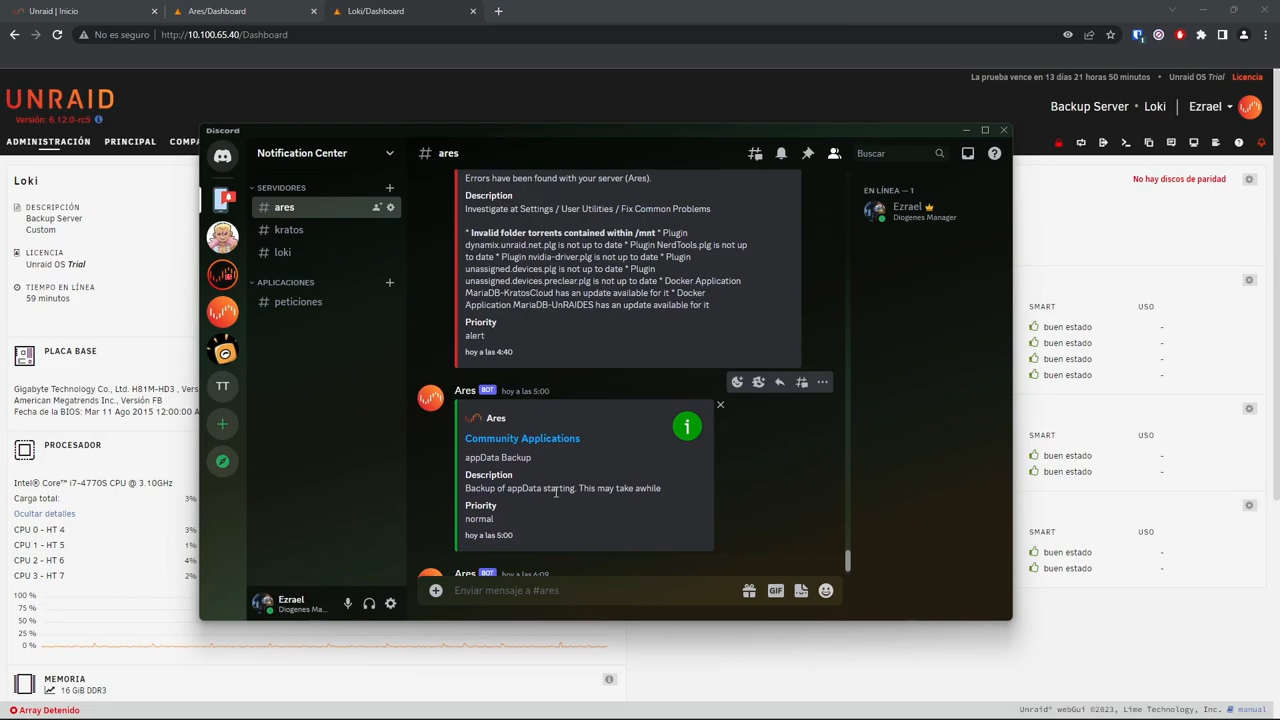 Unraid | Inicio
Ares/Dashboard
Loki/Dashboard
No es seguro
http://10.100.65.40/Dashboard
La prueba vence en 13 días 21 horas 50 minutos • Unraid OS Trial Licencia
UNRAID
Versión: 6.12.0-rc5
Backup Server • Loki
Ezrael
ADMINISTRACIÓN
PRINCIPAL
COMPA
Loki
DESCRIPCIÓN
Backup Server
Custom
LICENCIA
Unraid OS Trial
TIEMPO EN LÍNEA
59 minutos
PLACA BASE
Gigabyte Technology Co., Ltd. H81M-HD3 , Versió
American Megatrends Inc., Versión FB
Fecha de la BIOS: Mar 11 Ago 2015 12:00:00 A
PROCESADOR
Intel® Core™ i7-4770S CPU @ 3.10GHz
Carga total: 3%
Ocultar detalles
CPU 0 - HT 4 3%
CPU 1 - HT 5 1%
CPU 2 - HT 6 4%
CPU 3 - HT 7 2%
100 %
75 %
50 %
25 %
0 %
MEMORIA
16 GiB DDR3
Array Detenido
Discord
Notification Center
SERVIDORES
ares
kratos
loki
APLICACIONES
peticiones
TT
Ezrael
Diogenes Ma...
ares
Buscar
Errors have been found with your server (Ares).
Description
Investigate at Settings / User Utilities / Fix Common Problems
* Invalid folder torrents contained within /mnt * Plugin
dynamix.unraid.net.plg is not up to date * Plugin NerdTools.plg is not up
to date * Plugin nvidia-driver.plg is not up to date * Plugin
unassigned.devices.plg is not up to date * Plugin
unassigned.devices.preclear.plg is not up to date * Docker Application
MariaDB-KratosCloud has an update available for it * Docker
Application MariaDB-UnRAIDES has an update available for it
Priority
alert
hoy a las 4:40
Ares BOT hoy a las 5:00
Ares
Community Applications
appData Backup
Description
Backup of appData starting. This may take awhile
Priority
normal
hoy a las 5:00
Ares BOT hoy a las 6:09
Enviar mensaje a #ares
GIF
EN LÍNEA — 1
Ezrael
Diogenes Manager
No hay discos de paridad
SMART USO
buen estado -
buen estado -
buen estado -
buen estado -
SMART USO
buen estado -
buen estado -
SMART USO
buen estado -
buen estado -
Unraid® webGui ©2023, Lime Technology, Inc. manual